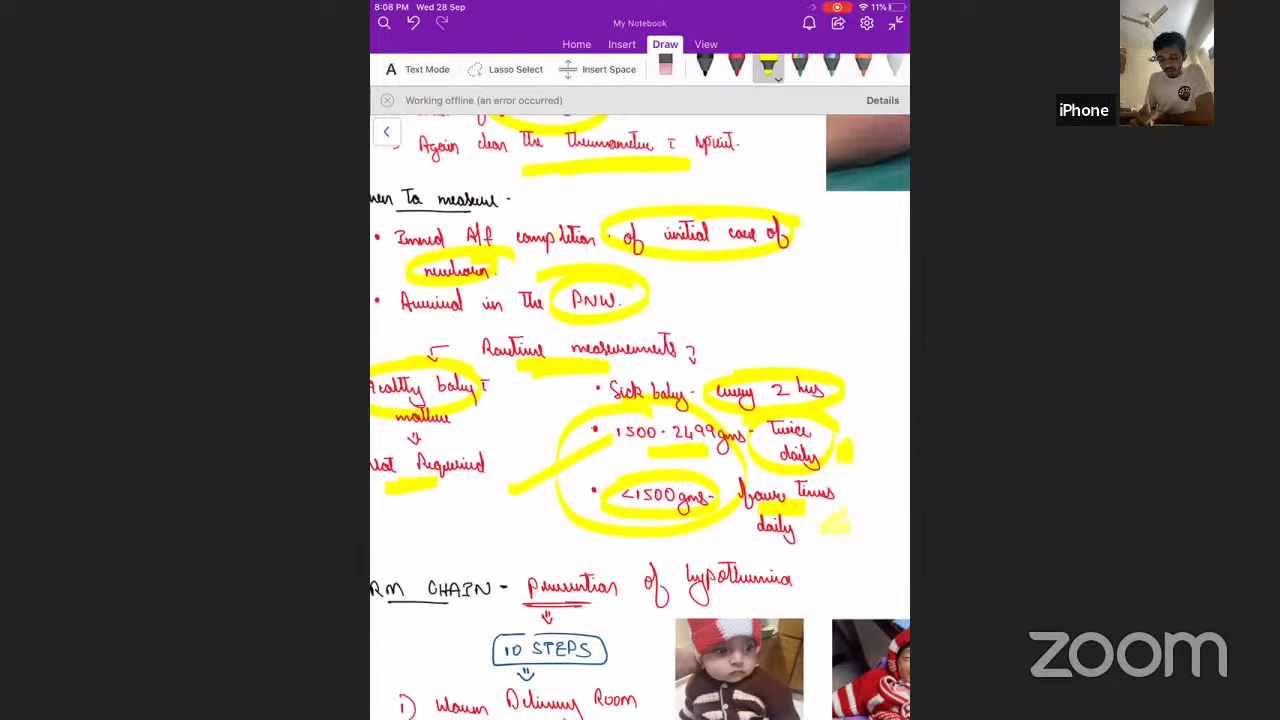 8:08 PM Wed 28 Sep
11%
My Notebook
Home Insert Draw View
A Text Mode Lasso Select Insert Space
Working offline (an error occurred) Details
iPhone
Again clean the thermometer c spirit.
To measure -
Immed A/f completion of initial care of
newborn.
Arrival in the PNW.
Routine measurements
Healthy baby c
mother
Not Required
Sick baby - every 2 hrs
1500 - 2499 gms - Twice
daily
<1500 gms - four times
daily
RM CHAIN - Prevention of hypothermia
10 STEPS
1) Warm Delivery Room
zoom